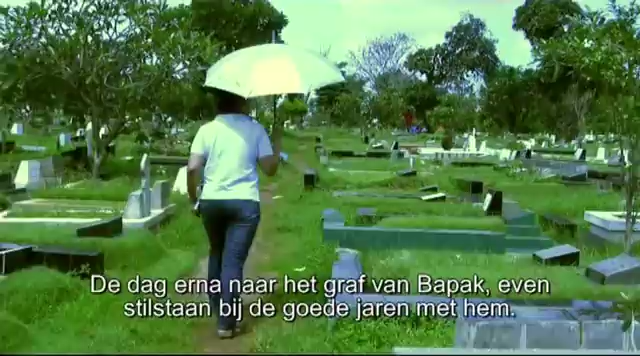 De dag erna naar het graf van Bapak, even
stilstaan bij de goede jaren met hem.